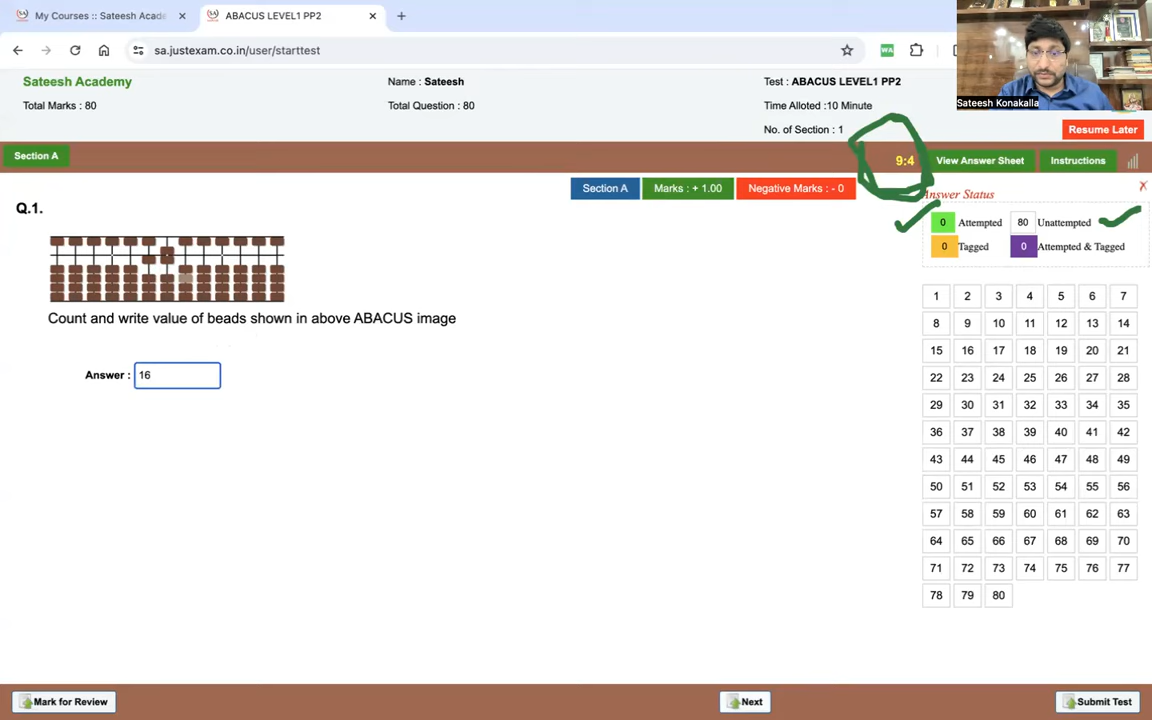 My Courses :: Sateesh Acade
ABACUS LEVEL1 PP2
sa.justexam.co.in/user/starttest
WA
Sateesh Academy
Name : Sateesh
Test : ABACUS LEVEL1 PP2
Total Marks : 80
Total Question : 80
Time Alloted :10 Minute
Sateesh Konakalla
No. of Section : 1
Resume Later
Section A
9:4
View Answer Sheet
Instructions
Section A
Marks : + 1.00
Negative Marks : - 0
Answer Status
Q.1.
0 Attempted 80 Unattempted
0 Tagged 0 Attempted & Tagged
Count and write value of beads shown in above ABACUS image
Answer : 16
1 2 3 4 5 6 7
8 9 10 11 12 13 14
15 16 17 18 19 20 21
22 23 24 25 26 27 28
29 30 31 32 33 34 35
36 37 38 39 40 41 42
43 44 45 46 47 48 49
50 51 52 53 54 55 56
57 58 59 60 61 62 63
64 65 66 67 68 69 70
71 72 73 74 75 76 77
78 79 80
Mark for Review
Next
Submit Test